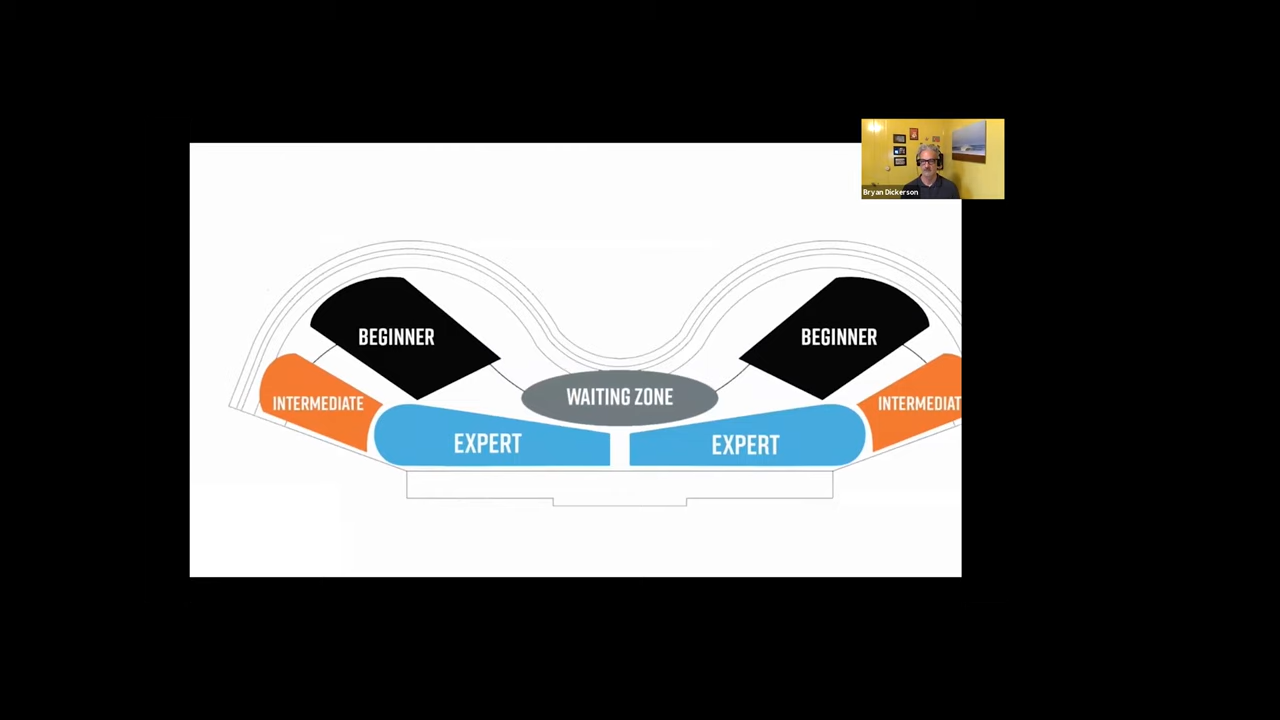 Bryan Dickerson
BEGINNER
BEGINNER
WAITING ZONE
INTERMEDIATE
INTERMEDIAT
EXPERT
EXPERT